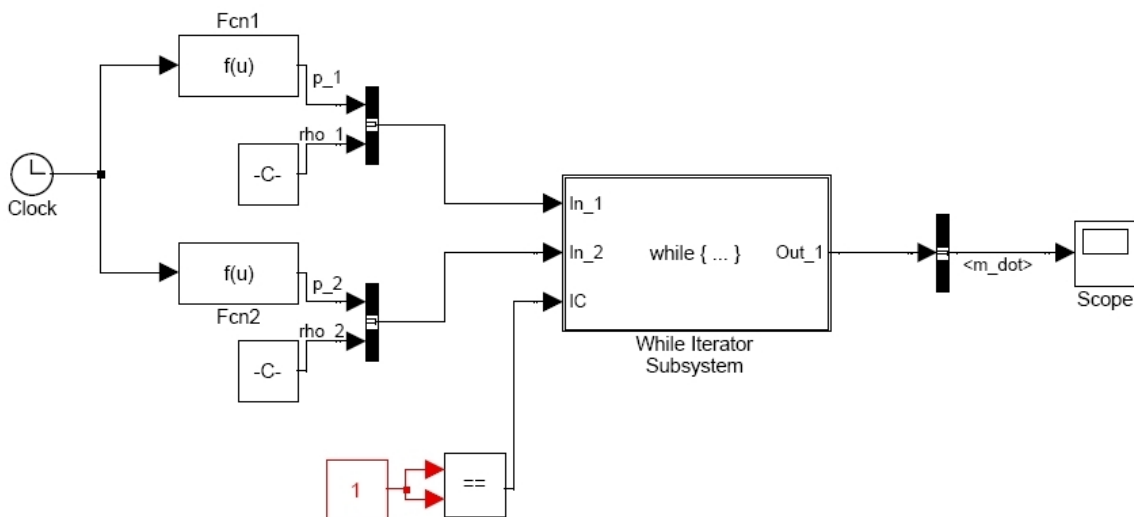 Fcn1
f(u)
p_1
rho_1
-C-
Clock
f(u)
p_2
Fcn2
rho_2
-C-
In_1
In_2
IC
while { ... }
Out_1
While Iterator
Subsystem
<m_dot>
Scope
1
==